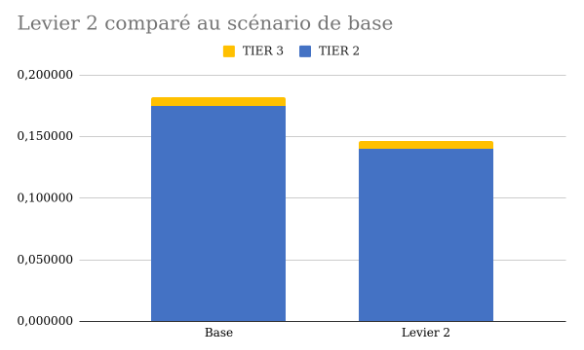 Levier 2 comparé au scénario de base
TIER 3 TIER 2
0,200000
0,150000
0,100000
0,050000
0,000000
Base Levier 2